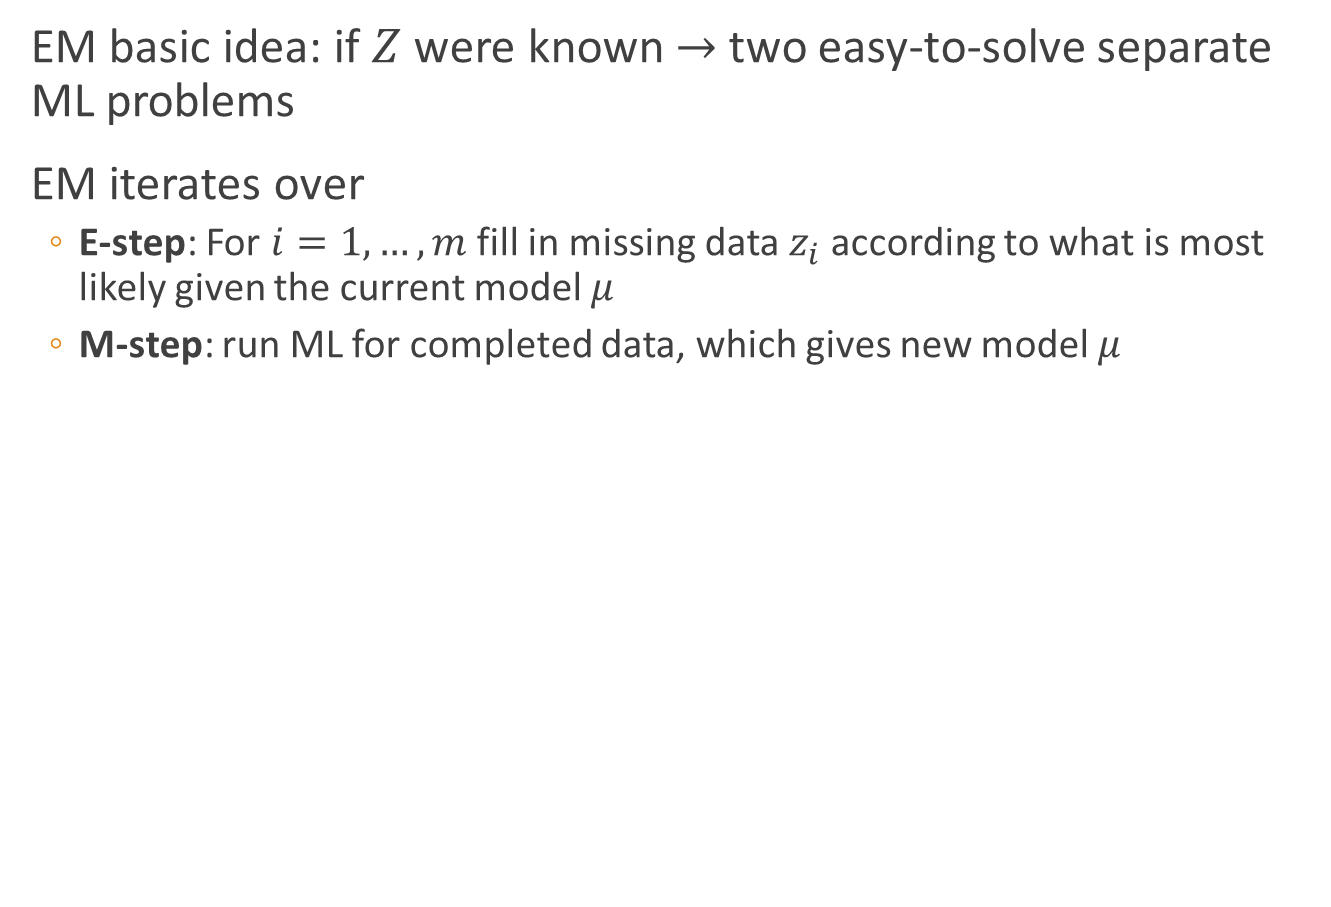 EM basic idea: if 𝑍 were known → two easy-to-solve separate
ML problems
EM iterates over
◦ E-step: For 𝑖 = 1, … , 𝑚 fill in missing data 𝑧ᵢ according to what is most
likely given the current model 𝜇
◦ M-step: run ML for completed data, which gives new model 𝜇